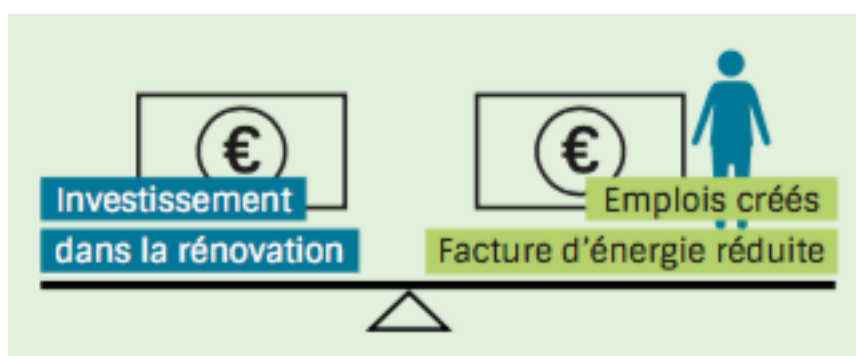 €
€
Investissement
dans la rénovation
Emplois créés
Facture d'énergie réduite